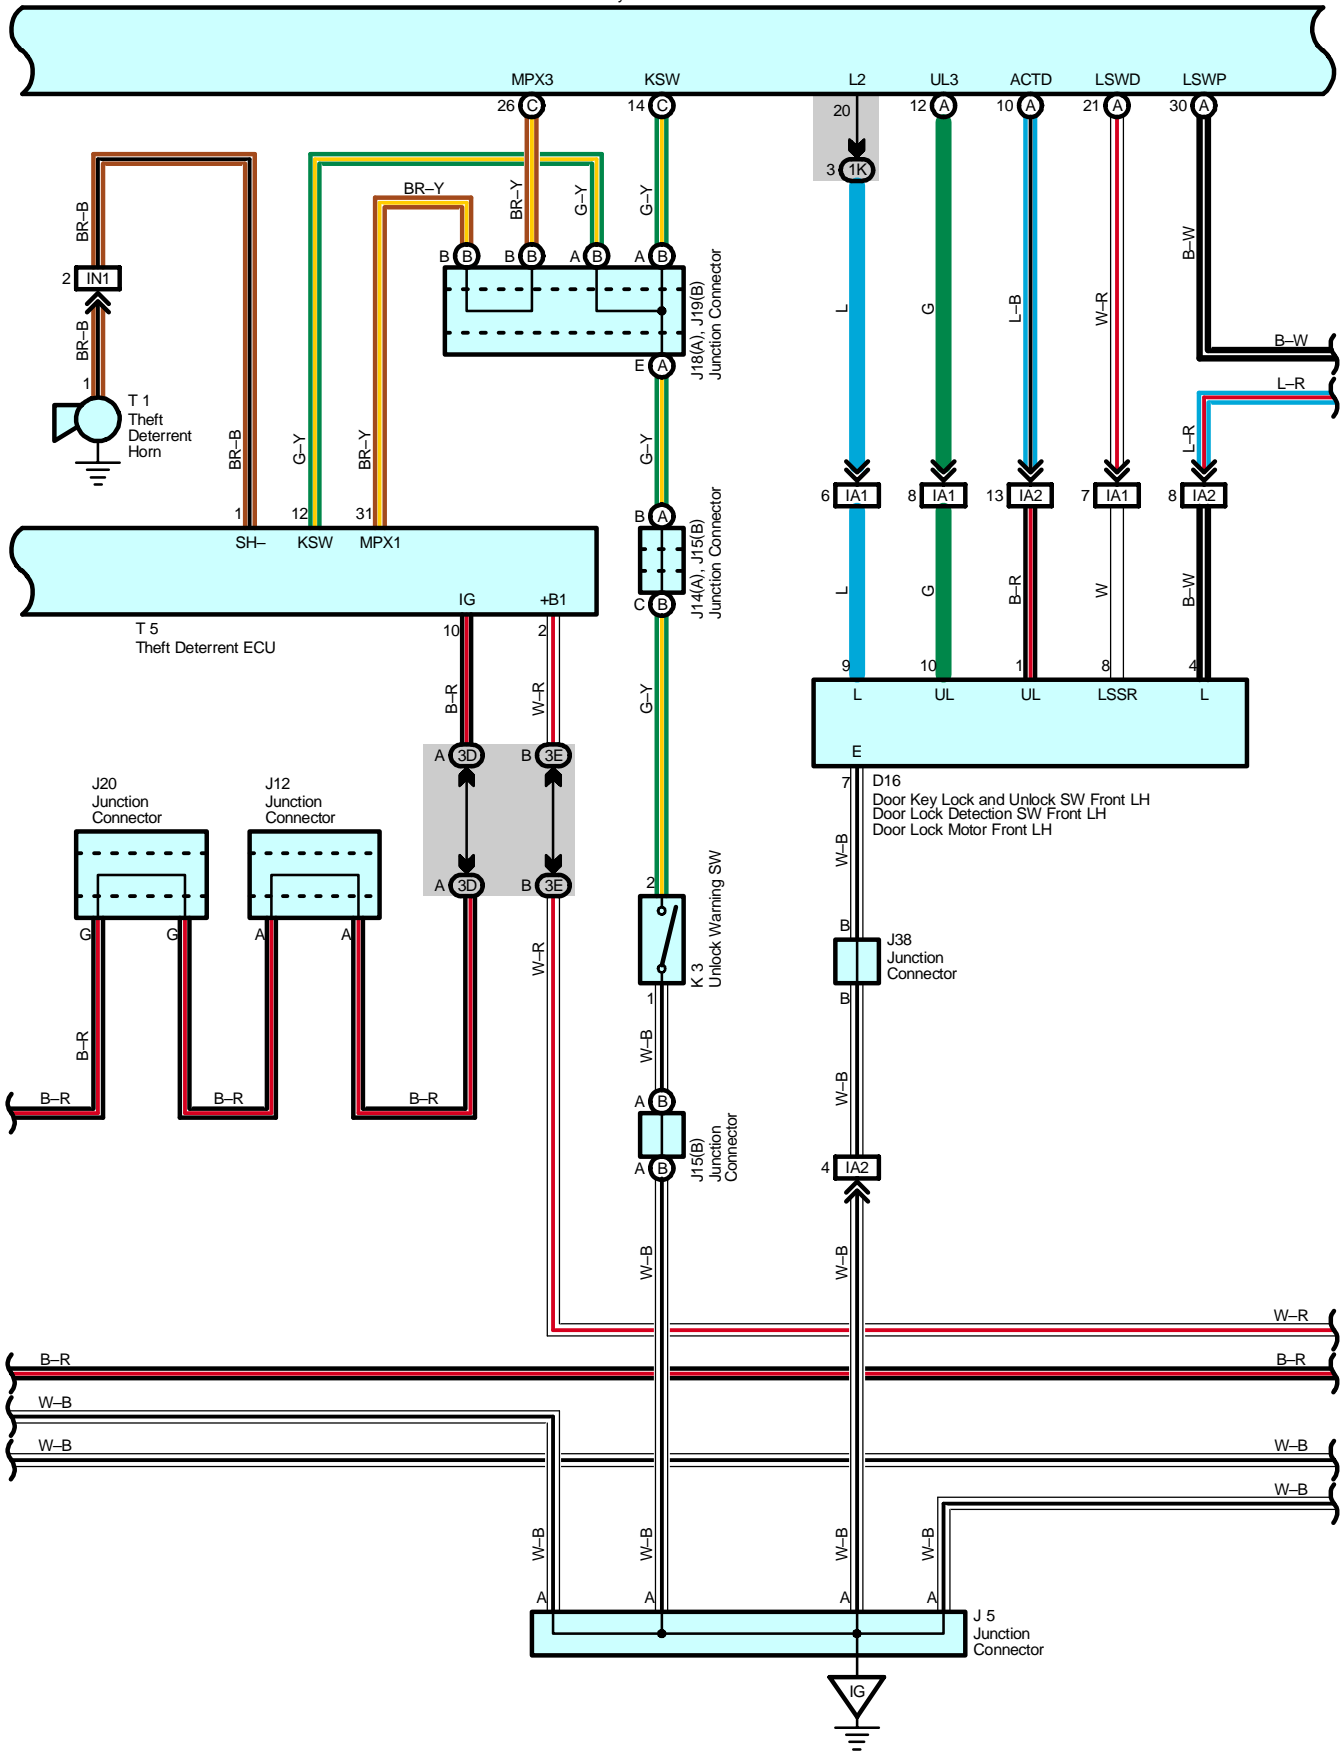 MPX3 KSW L2 UL3 ACTD LSWD LSWP
26 C 14 C 20 12 A 10 A 21 A 30 A
3 1K
BR–B
BR–Y
BR–Y
G–Y
G–Y
B–W
2 IN1
B B B B A B A B
J18(A), J19(B)
Junction Connector
L
G
L–B
W–R
B–W
L–R
BR–B
1
T 1
Theft
Deterrent
Horn
E A
BR–B
G–Y
BR–Y
G–Y
L–R
6 IA1 8 IA1 13 IA2 7 IA1 8 IA2
1 12 31
B A
SH– KSW MPX1
J14(A), J15(B)
Junction Connector
IG +B1
C B
L
G
B–R
W
B–W
T 5
Theft Deterrent ECU
10 2
9 10 1 8 4
L UL UL LSSR L
B–R
W–R
G–Y
E
A 3D B 3E
7 D16
Door Key Lock and Unlock SW Front LH
Door Lock Detection SW Front LH
Door Lock Motor Front LH
J20
Junction
Connector
J12
Junction
Connector
W–B
A 3D B 3E
2
K 3
Unlock Warning SW
G G A A
B
J38
Junction
Connector
B
W–R
1
B–R
W–B
W–B
B–R B–R B–R
A B
J15(B)
Junction
Connector
A B
4 IA2
W–B
W–B
W–R
B–R B–R
W–B
W–B W–B
W–B
W–B
W–B
W–B
W–B
A A A A
J 5
Junction
Connector
IG